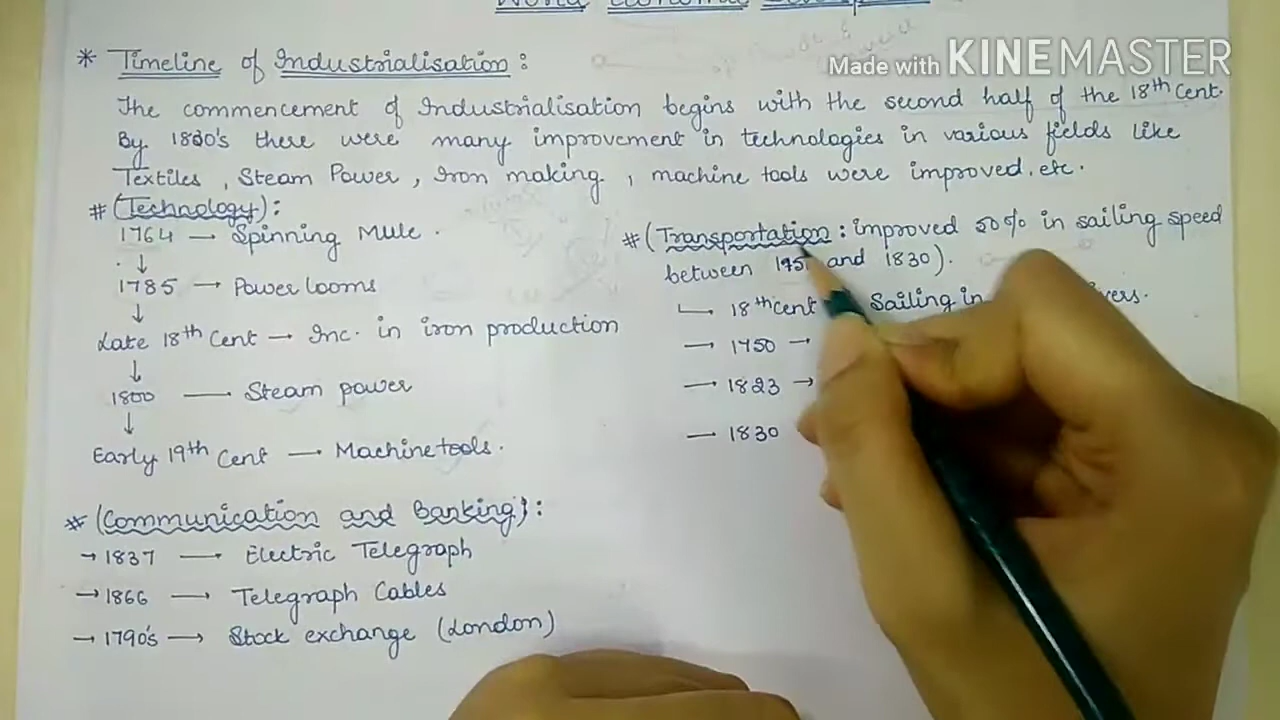 Made with KINEMASTER
* Timeline of Industrialisation :
The commencement of Industrialisation begins with the second half of the 18th Cent.
By 1830's there were many improvement in technologies in various fields like
Textiles , Steam Power , Iron making , machine tools were improved. etc.
# (Technology) :
1764 → Spinning Mule .
↓
1785 → Power looms
↓
Late 18th Cent → Inc. in iron production
↓
1800 — Steam power
↓
Early 19th Cent — Machine tools.
# (Transportation : improved 50% in sailing speed
between and 1830).
18th cent Sailing in
→ 1750 →
→ 1823 →
— 1830
# (Communication and Banking) :
→ 1837 — Electric Telegraph
→ 1866 → Telegraph Cables
→ 1790's → Stock exchange (London)